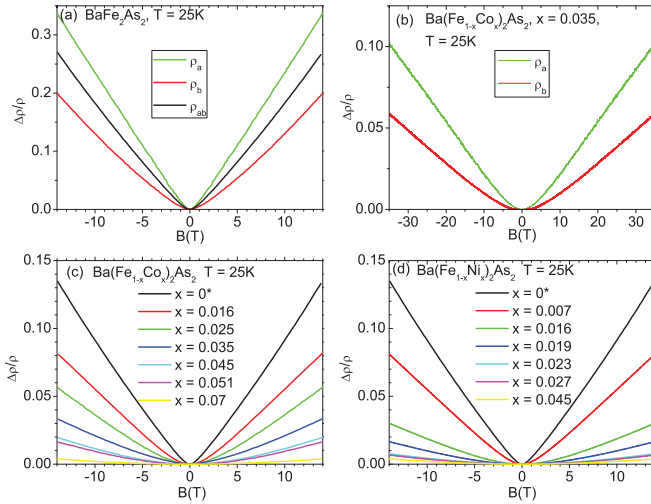 (a) BaFe₂As₂, T = 25K
0.3
0.2
0.1
0.0
Δρ/ρ
ρa
ρb
ρab
-10
-5
0
5
10
B(T)
(b) Ba(Fe₁₋ₓCoₓ)₂As₂, x = 0.035,
T = 25K
0.10
0.05
0.00
Δρ/ρ
ρa
ρb
-30
-20
-10
0
10
20
30
B(T)
(c) Ba(Fe₁₋ₓCoₓ)₂As₂ T = 25K
0.15
0.10
0.05
0.00
Δρ/ρ
x = 0*
x = 0.016
x = 0.025
x = 0.035
x = 0.045
x = 0.051
x = 0.07
-10
-5
0
5
10
B(T)
(d) Ba(Fe₁₋ₓNiₓ)₂As₂ T = 25K
0.15
0.10
0.05
0.00
Δρ/ρ
x = 0*
x = 0.007
x = 0.016
x = 0.019
x = 0.023
x = 0.027
x = 0.045
-10
-5
0
5
10
B(T)